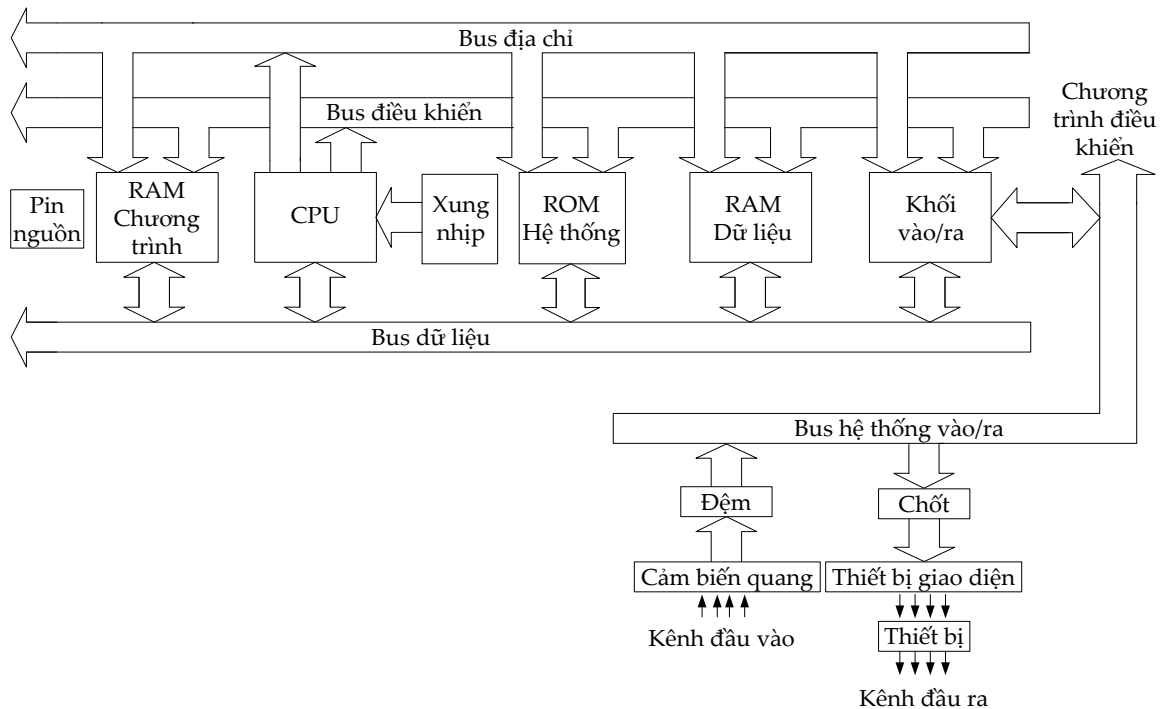 Bus địa chỉ
Bus điều khiển
Chương
trình điều
khiển
Pin
nguồn
RAM
Chương
trình
CPU
Xung
nhịp
ROM
Hệ thống
RAM
Dữ liệu
Khối
vào/ra
Bus dữ liệu
Bus hệ thống vào/ra
Đệm
Chốt
Cảm biến quang
Thiết bị giao diện
Kênh đầu vào
Thiết bị
Kênh đầu ra